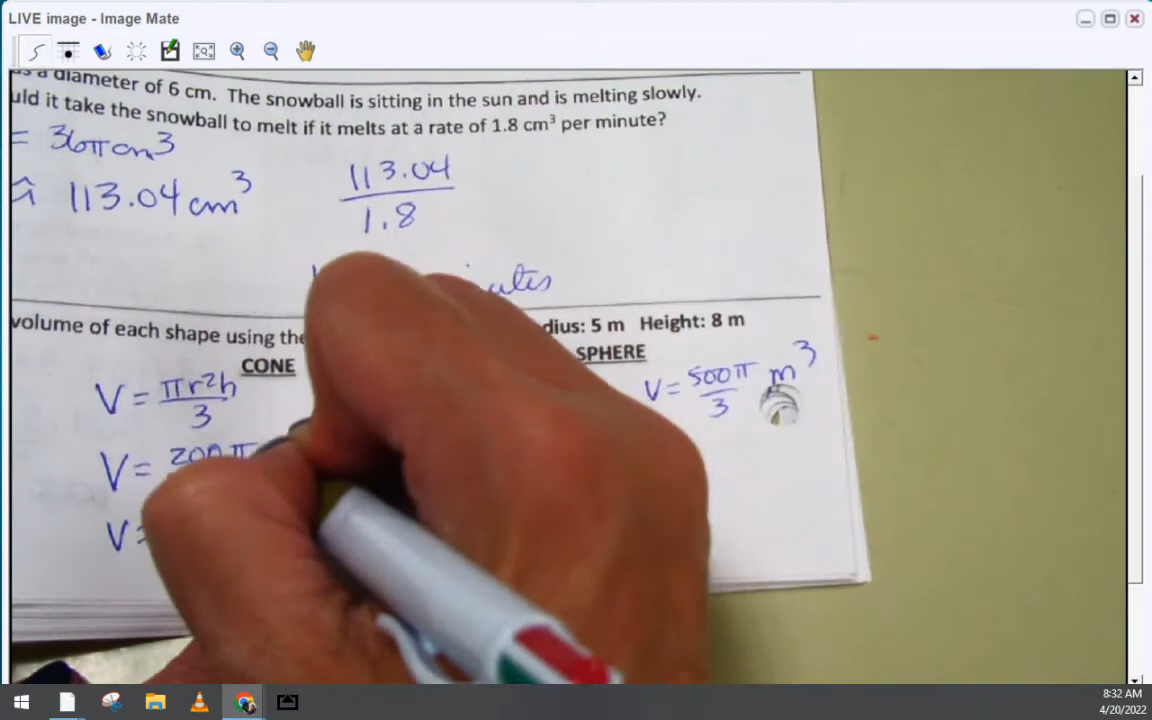 LIVE image - Image Mate
a diameter of 6 cm. The snowball is sitting in the sun and is melting slowly.
uld it take the snowball to melt if it melts at a rate of 1.8 cm³ per minute?
= 36π cm³
113.04 cm³
113.04
1.8
utes
volume of each shape using the
dius: 5 m Height: 8 m
CONE
SPHERE
V = πr²h
3
V = 500π m³
3
V = 200π
V =
8:32 AM
4/20/2022